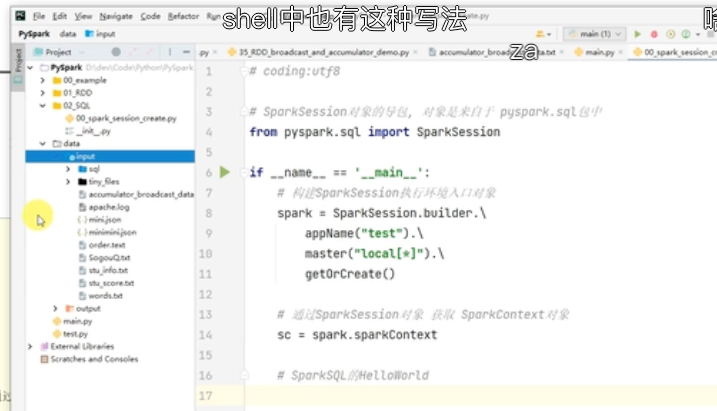 shell中也有这种写法
za
File Edit View Navigate Code Refactor
PySpark data input main (1)
Project
.py 35_RDD_broadcast_and_accumulator_demo.py accumulator_broadcast_data.txt main.py 00_spark_session_c
PySpark D:\dev\Code\Python\PySpark
00_example
01_RDD
02_SQL
00_spark_session_create.py
__init__.py
data
input
sql
tiny_files
accumulator_broadcast_data
apache.log
mini.json
minimini.json
order.text
SogouQ.txt
stu_info.txt
stu_score.txt
words.txt
output
main.py
test.py
External Libraries
Scratches and Consoles
1 # coding:utf8
2
3 # SparkSession对象的导包, 对象是来自于 pyspark.sql包中
4 from pyspark.sql import SparkSession
5
6 if __name__ == '__main__':
7 # 构建SparkSession执行环境入口对象
8 spark = SparkSession.builder.\
9 appName("test").\
10 master("local[*]").\
11 getOrCreate()
12
13 # 通过SparkSession对象 获取 SparkContext对象
14 sc = spark.sparkContext
15
16 # SparkSQL的HelloWorld
17